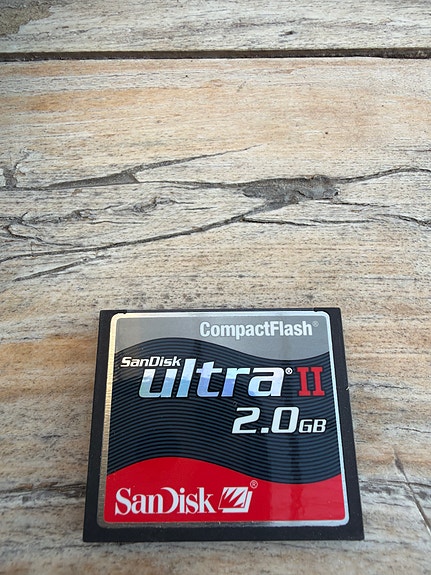 CompactFlash®
SanDisk
ultra® II
2.0GB
SanDisk®